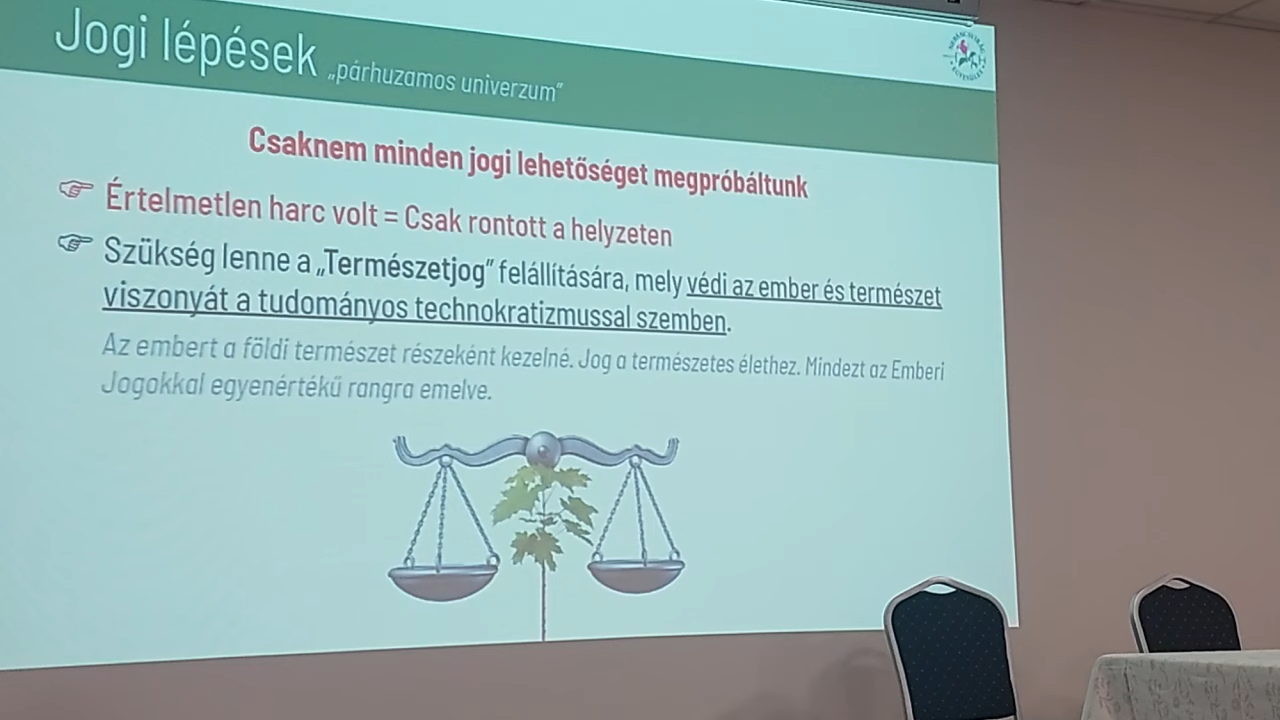 Jogi lépések „párhuzamos univerzum”
Csaknem minden jogi lehetőséget megpróbáltunk
Értelmetlen harc volt = Csak rontott a helyzeten
Szükség lenne a „Természetjog” felállítására, mely védi az ember és természet
viszonyát a tudományos technokratizmussal szemben.
Az embert a földi természet részeként kezelné. Jog a természetes élethez. Mindezt az Emberi
Jogokkal egyenértékű rangra emelve.